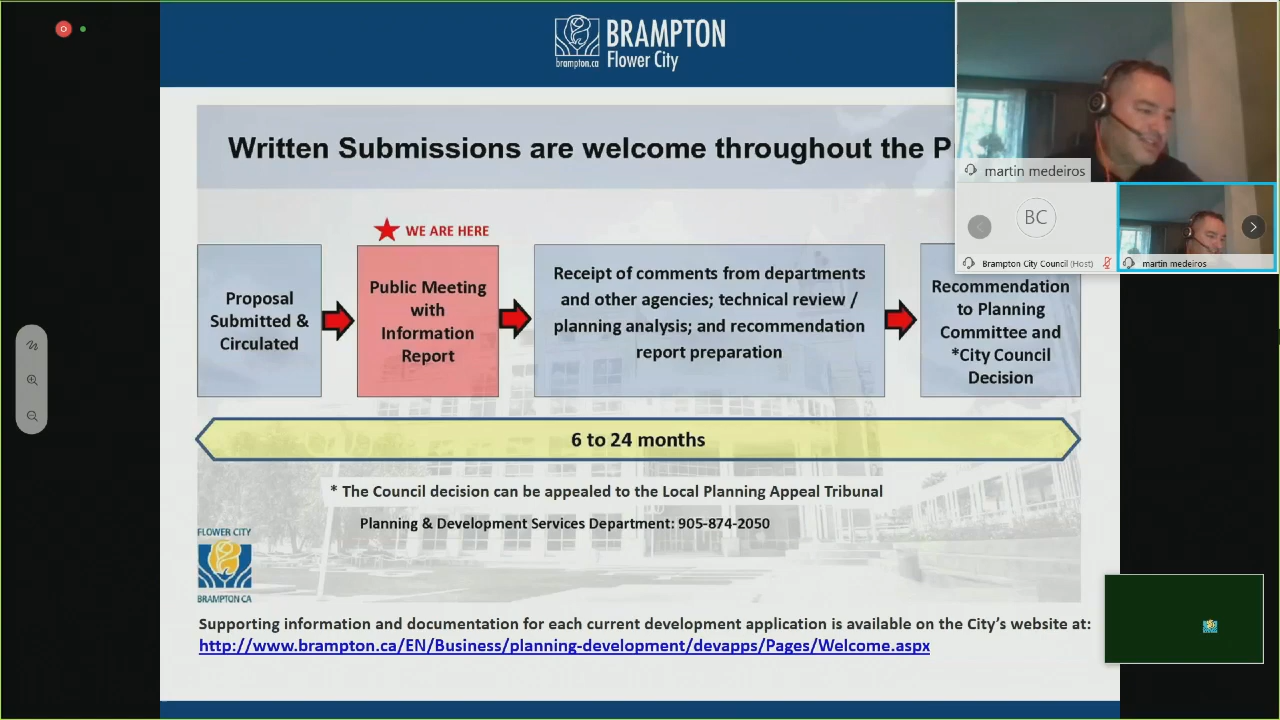 BRAMPTON
brampton.ca
Flower City
Written Submissions are welcome throughout the P
martin medeiros
BC
Brampton City Council (Host)
martin medeiros
WE ARE HERE
Proposal
Submitted &
Circulated
Public Meeting
with
Information
Report
Receipt of comments from departments
and other agencies; technical review /
planning analysis; and recommendation
report preparation
Recommendation
to Planning
Committee and
*City Council
Decision
6 to 24 months
* The Council decision can be appealed to the Local Planning Appeal Tribunal
Planning & Development Services Department: 905-874-2050
FLOWER CITY
BRAMPTON.CA
Supporting information and documentation for each current development application is available on the City's website at:
http://www.brampton.ca/EN/Business/planning-development/devapps/Pages/Welcome.aspx